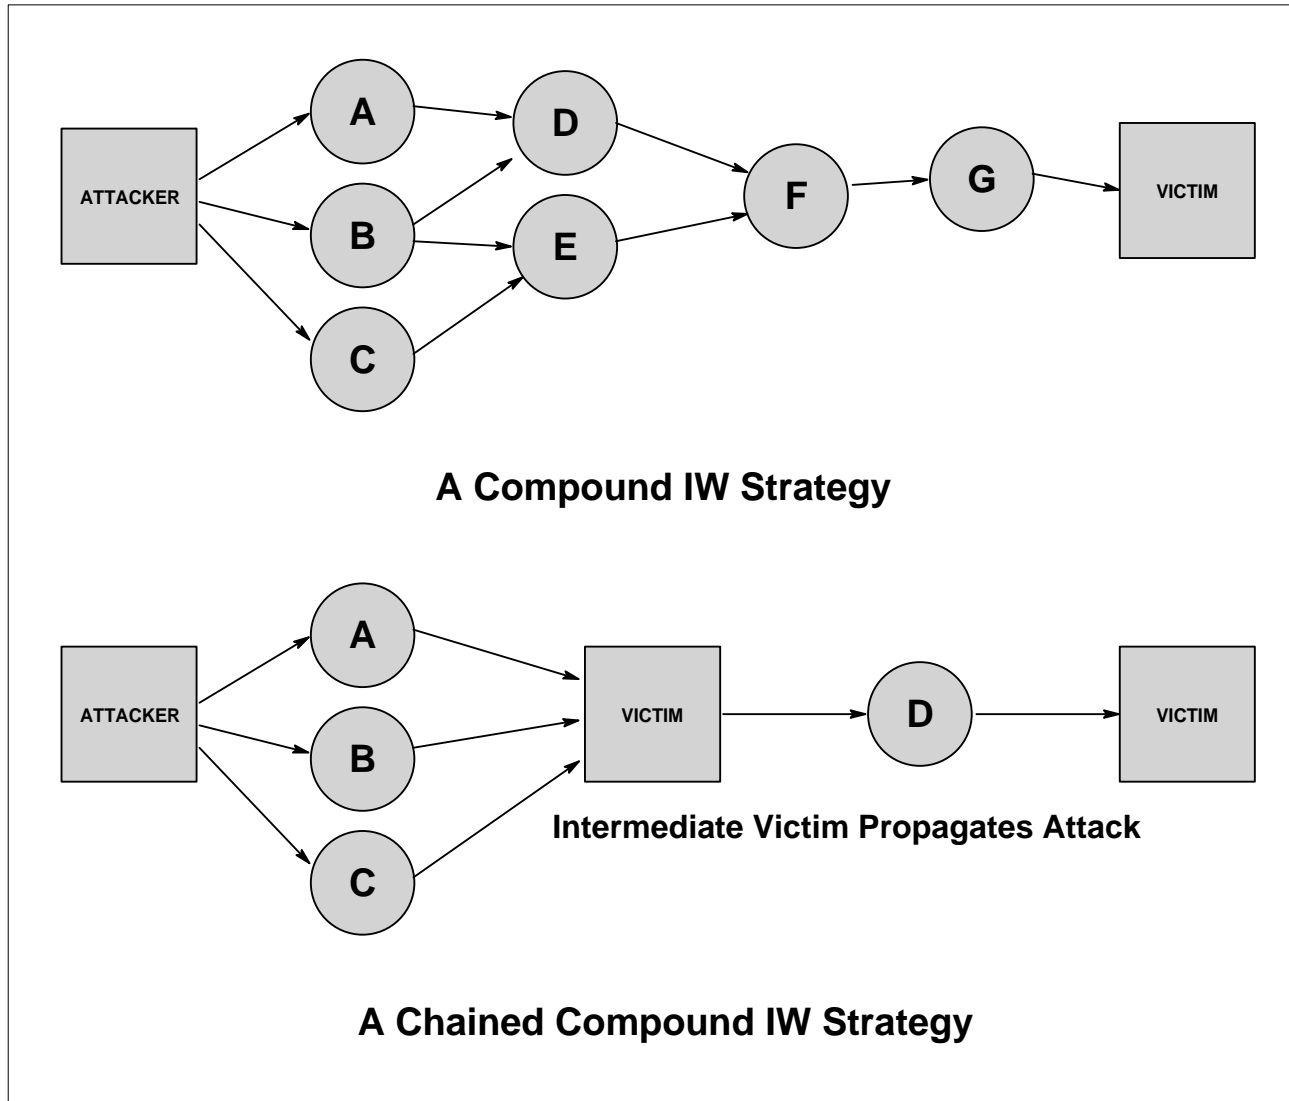 A
D
ATTACKER
B
E
F
G
VICTIM
C
A Compound IW Strategy
A
ATTACKER
B
VICTIM
D
VICTIM
C
Intermediate Victim Propagates Attack
A Chained Compound IW Strategy